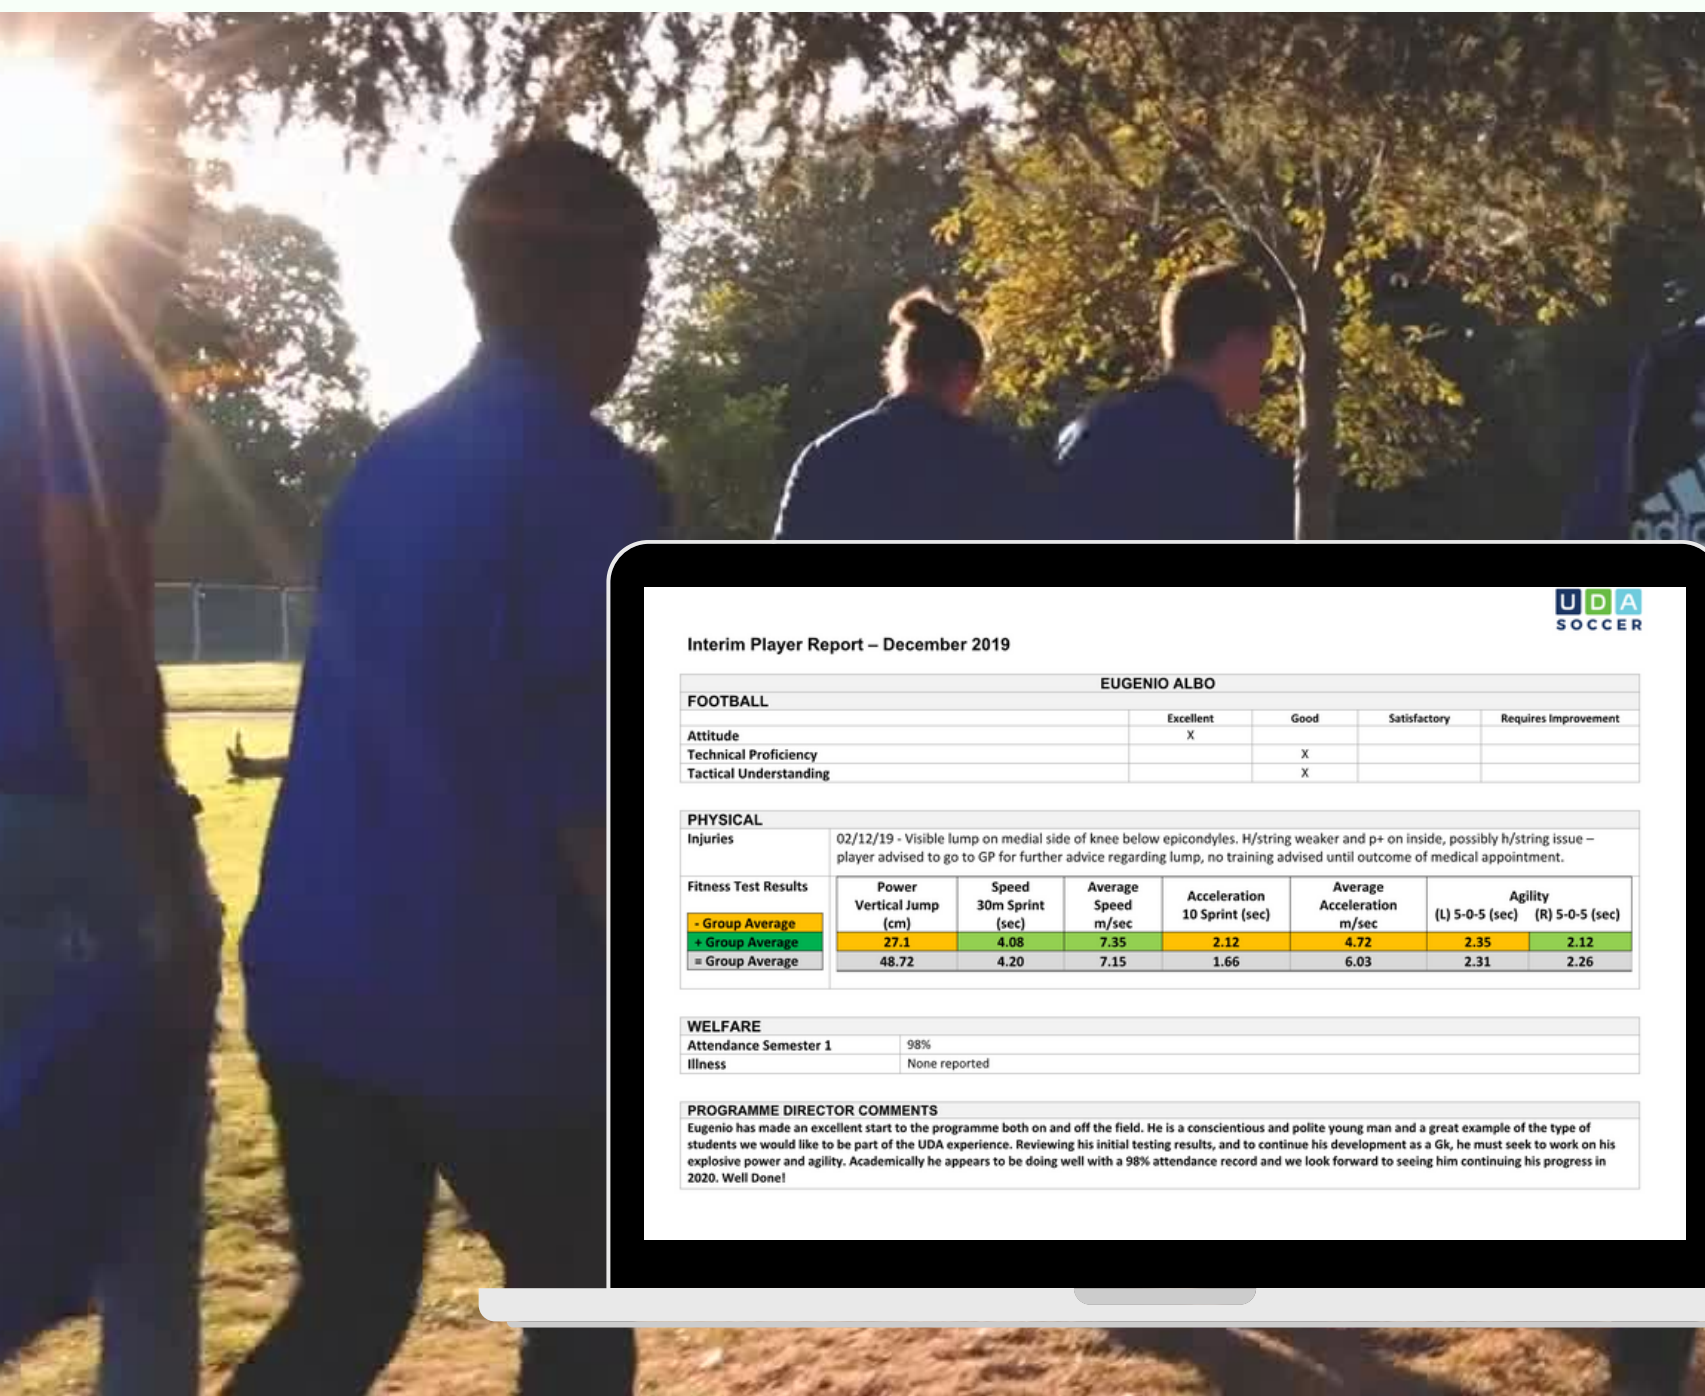 adidas
UDA
SOCCER
Interim Player Report – December 2019
EUGENIO ALBO
FOOTBALL
Excellent Good Satisfactory Requires Improvement
Attitude X
Technical Proficiency X
Tactical Understanding X
PHYSICAL
Injuries 02/12/19 - Visible lump on medial side of knee below epicondyles. H/string weaker and p+ on inside, possibly h/string issue –
player advised to go to GP for further advice regarding lump, no training advised until outcome of medical appointment.
Fitness Test Results Power Speed Average Acceleration Average Agility
Vertical Jump 30m Sprint Speed 10 Sprint (sec) Acceleration (L) 5-0-5 (sec) (R) 5-0-5 (sec)
- Group Average (cm) (sec) m/sec m/sec
+ Group Average 27.1 4.08 7.35 2.12 4.72 2.35 2.12
= Group Average 48.72 4.20 7.15 1.66 6.03 2.31 2.26
WELFARE
Attendance Semester 1 98%
Illness None reported
PROGRAMME DIRECTOR COMMENTS
Eugenio has made an excellent start to the programme both on and off the field. He is a conscientious and polite young man and a great example of the type of
students we would like to be part of the UDA experience. Reviewing his initial testing results, and to continue his development as a Gk, he must seek to work on his
explosive power and agility. Academically he appears to be doing well with a 98% attendance record and we look forward to seeing him continuing his progress in
2020. Well Done!